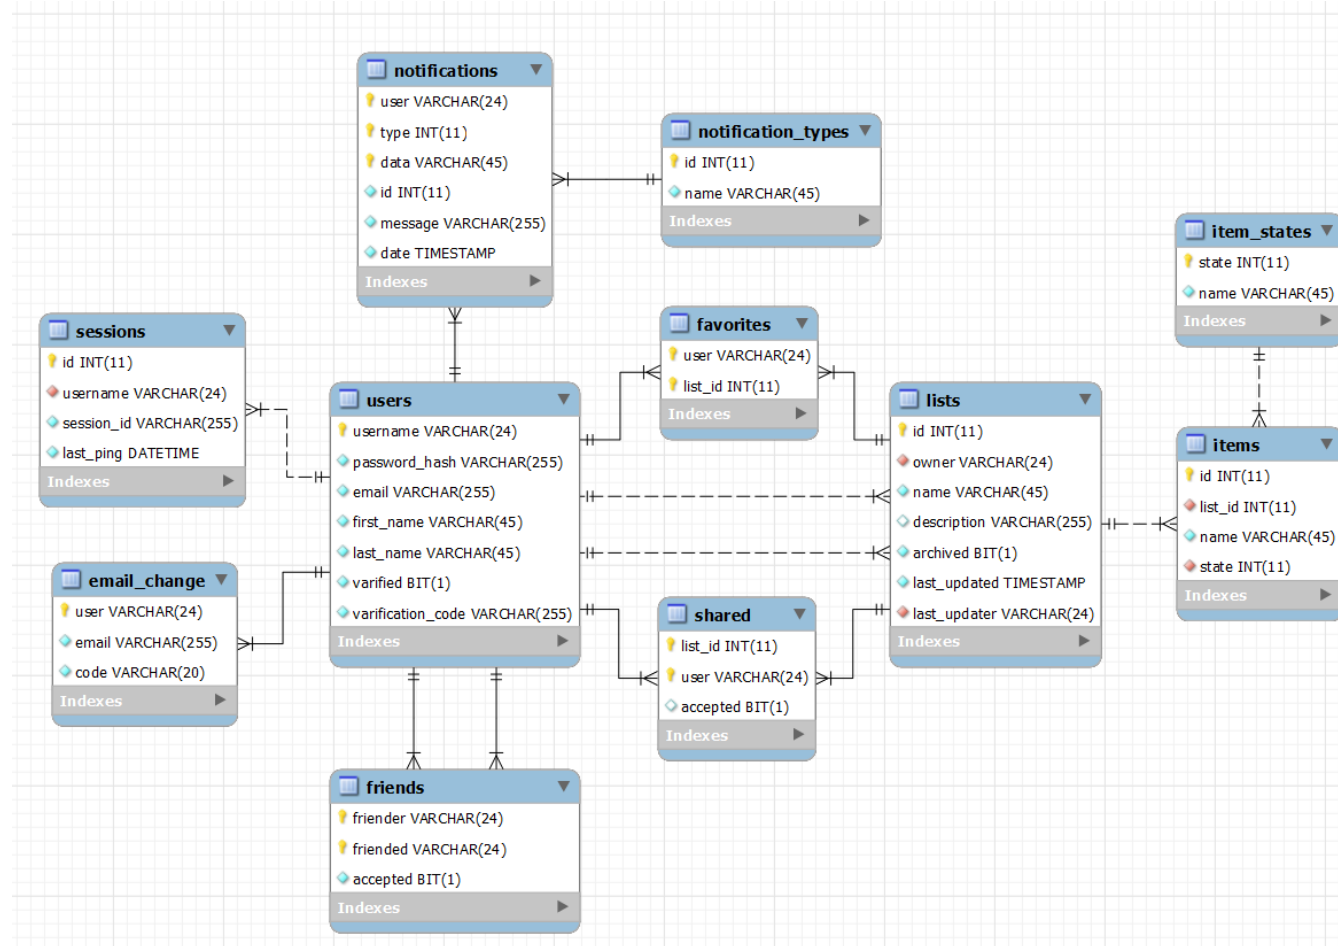 notifications
user VARCHAR(24)
type INT(11)
data VARCHAR(45)
id INT(11)
message VARCHAR(255)
date TIMESTAMP
Indexes
notification_types
id INT(11)
name VARCHAR(45)
Indexes
item_states
state INT(11)
name VARCHAR(45)
Indexes
sessions
id INT(11)
username VARCHAR(24)
session_id VARCHAR(255)
last_ping DATETIME
Indexes
favorites
user VARCHAR(24)
list_id INT(11)
Indexes
users
username VARCHAR(24)
password_hash VARCHAR(255)
email VARCHAR(255)
first_name VARCHAR(45)
last_name VARCHAR(45)
varified BIT(1)
varification_code VARCHAR(255)
Indexes
lists
id INT(11)
owner VARCHAR(24)
name VARCHAR(45)
description VARCHAR(255)
archived BIT(1)
last_updated TIMESTAMP
last_updater VARCHAR(24)
Indexes
items
id INT(11)
list_id INT(11)
name VARCHAR(45)
state INT(11)
Indexes
email_change
user VARCHAR(24)
email VARCHAR(255)
code VARCHAR(20)
Indexes
shared
list_id INT(11)
user VARCHAR(24)
accepted BIT(1)
Indexes
friends
friender VARCHAR(24)
friended VARCHAR(24)
accepted BIT(1)
Indexes